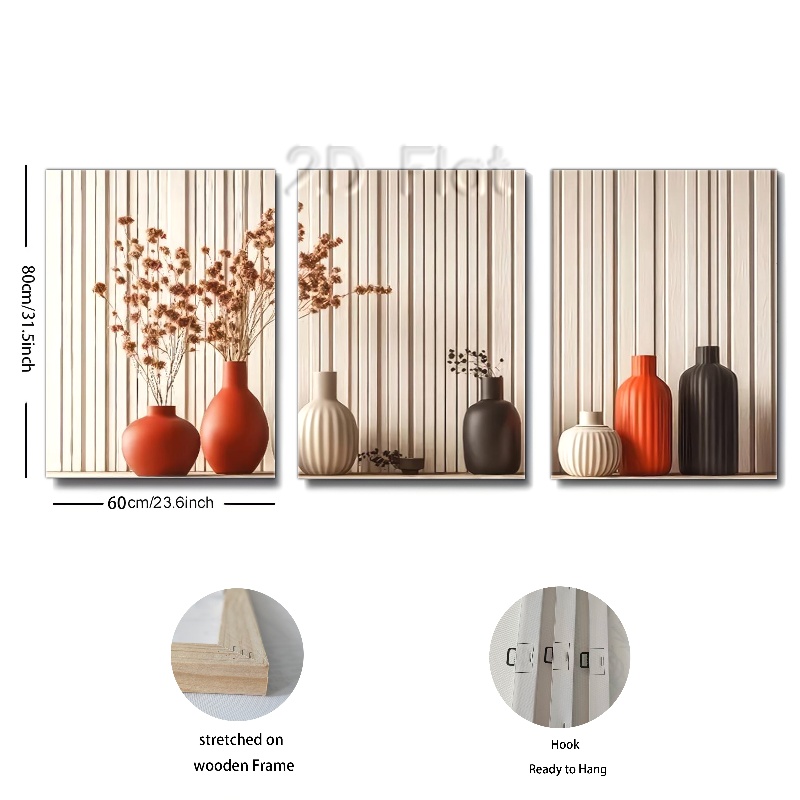 2D Flat
80cm/31.5inch
60cm/23.6inch
stretched on
wooden Frame
Hook
Ready to Hang